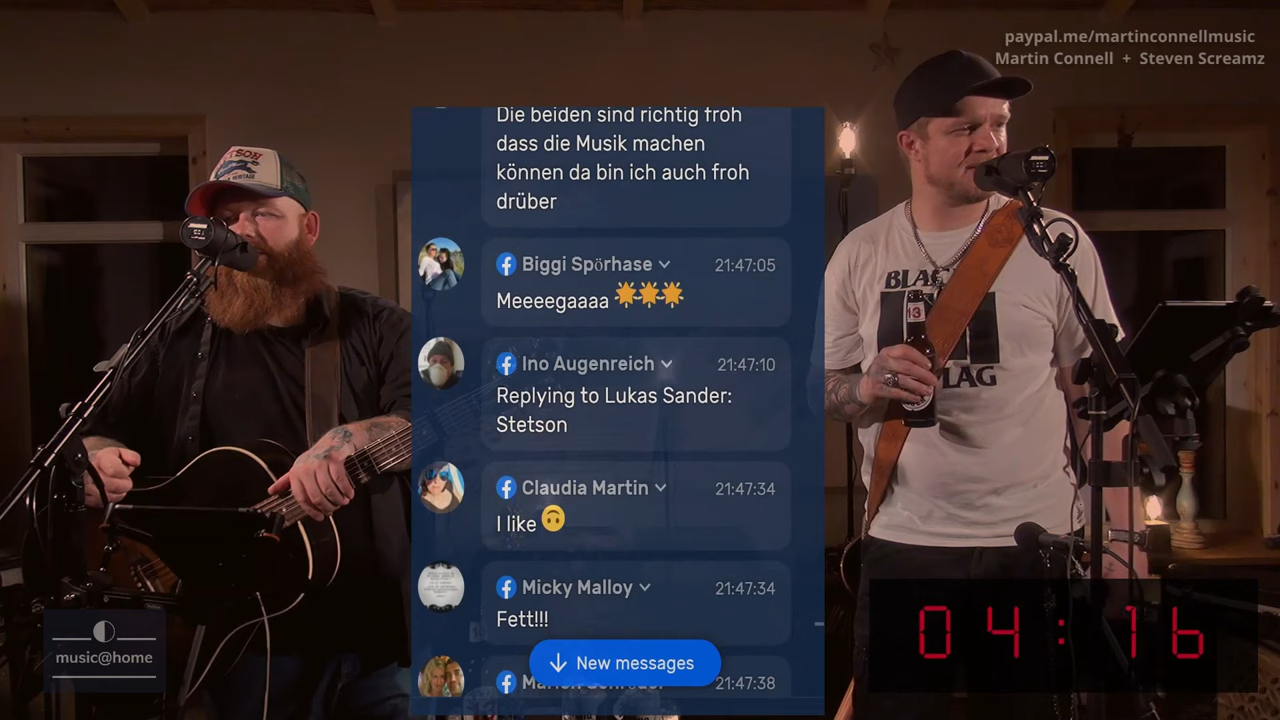 paypal.me/martinconnellmusic
Martin Connell + Steven Screamz
Die beiden sind richtig froh
dass die Musik machen
können da bin ich auch froh
drüber
Biggi Spörhase 21:47:05
Meeeegaaaa 🌟🌟🌟
Ino Augenreich 21:47:10
Replying to Lukas Sander:
Stetson
Claudia Martin 21:47:34
I like 🙃
Micky Malloy 21:47:34
Fett!!!
New messages
21:47:38
BLACK
FLAG
music@home
04:16